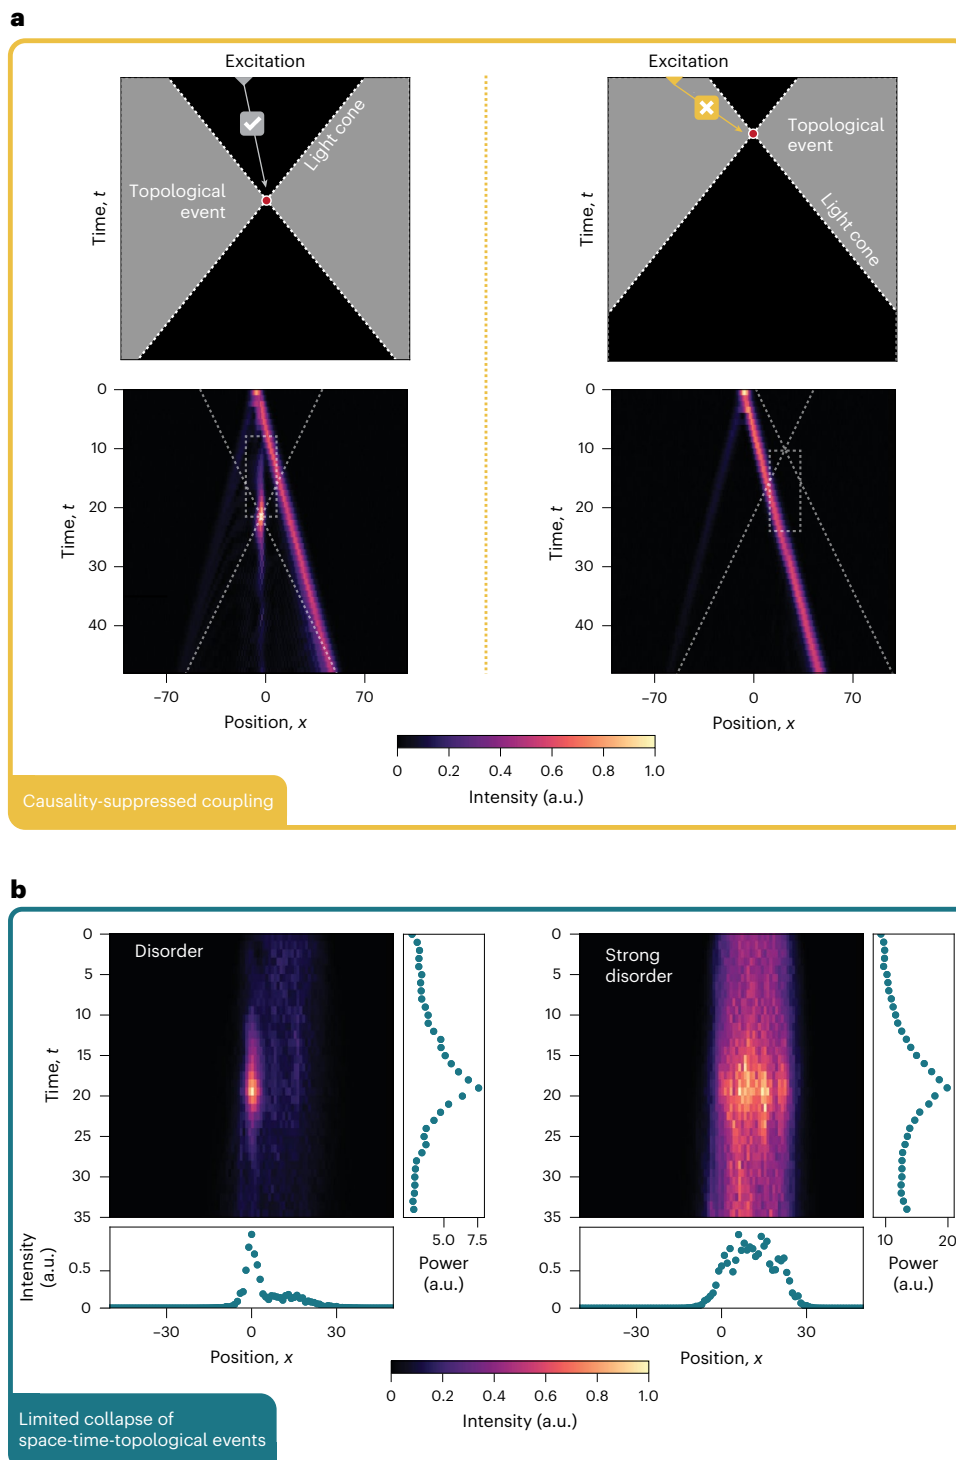 a
Excitation
Light cone
Topological
event
Time, t
Excitation
Topological
event
Light cone
Time, t
0
10
20
30
40
Time, t
–70
0
70
Position, x
0
10
20
30
40
Time, t
–70
0
70
Position, x
0
0.2
0.4
0.6
0.8
1.0
Intensity (a.u.)
Causality-suppressed coupling
b
Disorder
0
5
10
15
20
25
30
35
Time, t
5.0
7.5
Power
(a.u.)
Intensity
(a.u.)
0.5
0
–30
0
30
Position, x
Strong
disorder
0
5
10
15
20
25
30
35
10
20
Power
(a.u.)
0.5
0
–30
0
30
Position, x
0
0.2
0.4
0.6
0.8
1.0
Intensity (a.u.)
Limited collapse of
space-time-topological events